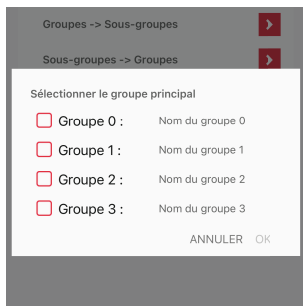 Groupes -> Sous-groupes
Sous-groupes -> Groupes
Sélectionner le groupe principal
Groupe 0 : Nom du groupe 0
Groupe 1 : Nom du groupe 1
Groupe 2 : Nom du groupe 2
Groupe 3 : Nom du groupe 3
ANNULER OK